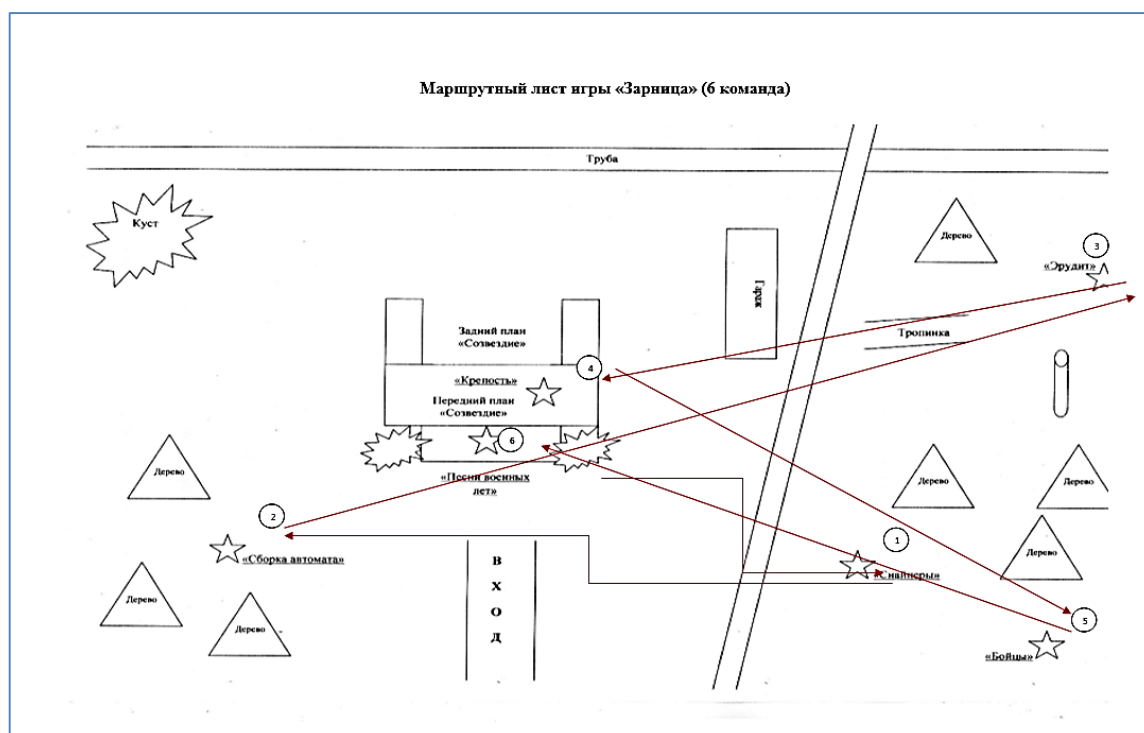 Маршрутный лист игры «Зарница» (6 команда)
Труба
Куст
Дерево
3
«Эрудит»
Гараж
Тропинка
Задний план
«Созвездие»
4
«Крепость»
Передний план
«Созвездие»
6
Дерево
Дерево
Дерево
«Песни военных
лет»
2
1
Дерево
«Сборка автомата»
В
Х
О
Д
«Снайперы»
Дерево
Дерево
5
«Бойцы»